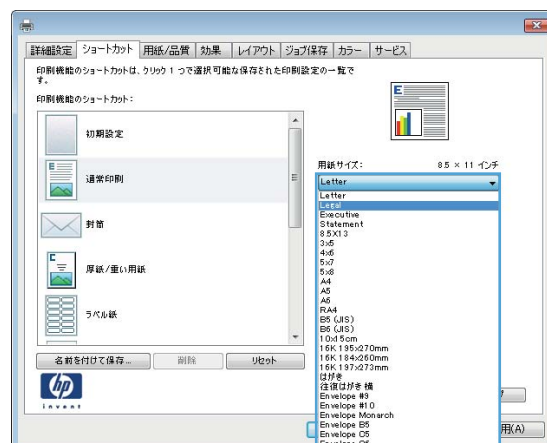 詳細設定 ショートカット 用紙/品質 効果 レイアウト ジョブ保存 カラー サービス
印刷機能のショートカットは、クリック 1 つで選択可能な保存された印刷設定の一覧で
す。
印刷機能のショートカット:
初期設定
通常印刷
封筒
厚紙/重い用紙
ラベル紙
名前を付けて保存... 削除 リセット
hp
invent
E
用紙サイズ: 8.5 × 11 インチ
Letter
Letter
Legal
Executive
Statement
8.5X13
3x5
4x6
5x7
5x8
A4
A5
A6
RA4
B5 (JIS)
B6 (JIS)
10x15cm
16K 195x270mm
16K 184x260mm
16K 197x273mm
はがき
往復はがき 横
Envelope #9
Envelope #10
Envelope Monarch
Envelope B5
Envelope C5
用(A)